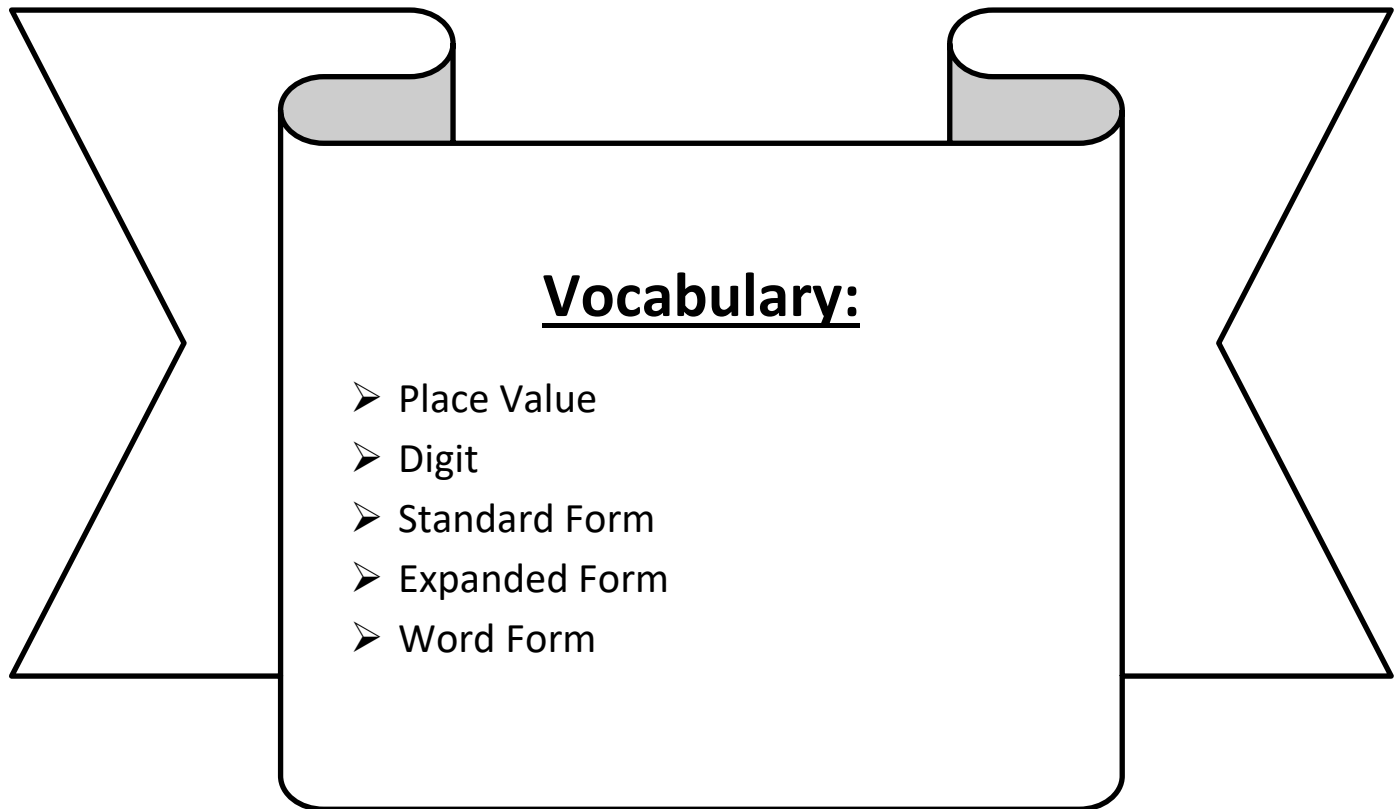 Vocabulary:
➢ Place Value
➢ Digit
➢ Standard Form
➢ Expanded Form
➢ Word Form